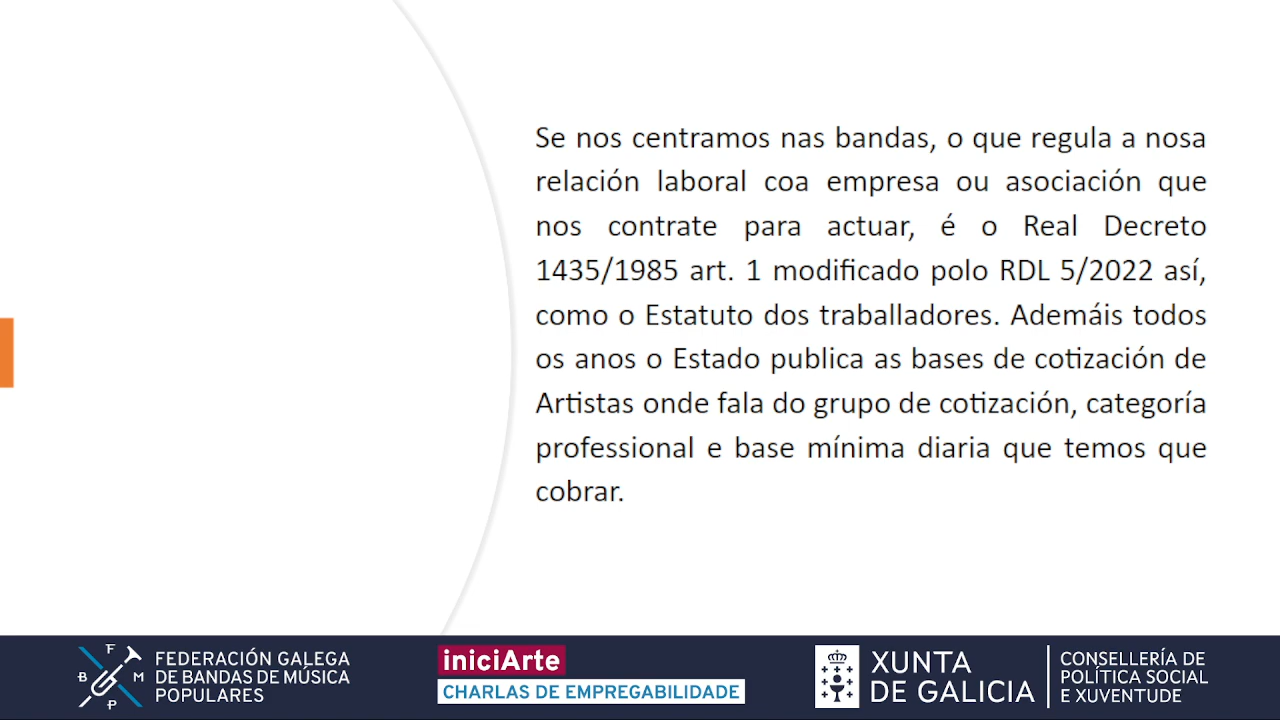 Se nos centramos nas bandas, o que regula a nosa
relación laboral coa empresa ou asociación que
nos contrate para actuar, é o Real Decreto
1435/1985 art. 1 modificado polo RDL 5/2022 así,
como o Estatuto dos traballadores. Ademáis todos
os anos o Estado publica as bases de cotización de
Artistas onde fala do grupo de cotización, categoría
professional e base mínima diaria que temos que
cobrar.
F
B M
P
FEDERACIÓN GALEGA
DE BANDAS DE MÚSICA
POPULARES
iniciArte
CHARLAS DE EMPREGABILIDADE
XUNTA
DE GALICIA
CONSELLERÍA DE
POLÍTICA SOCIAL
E XUVENTUDE